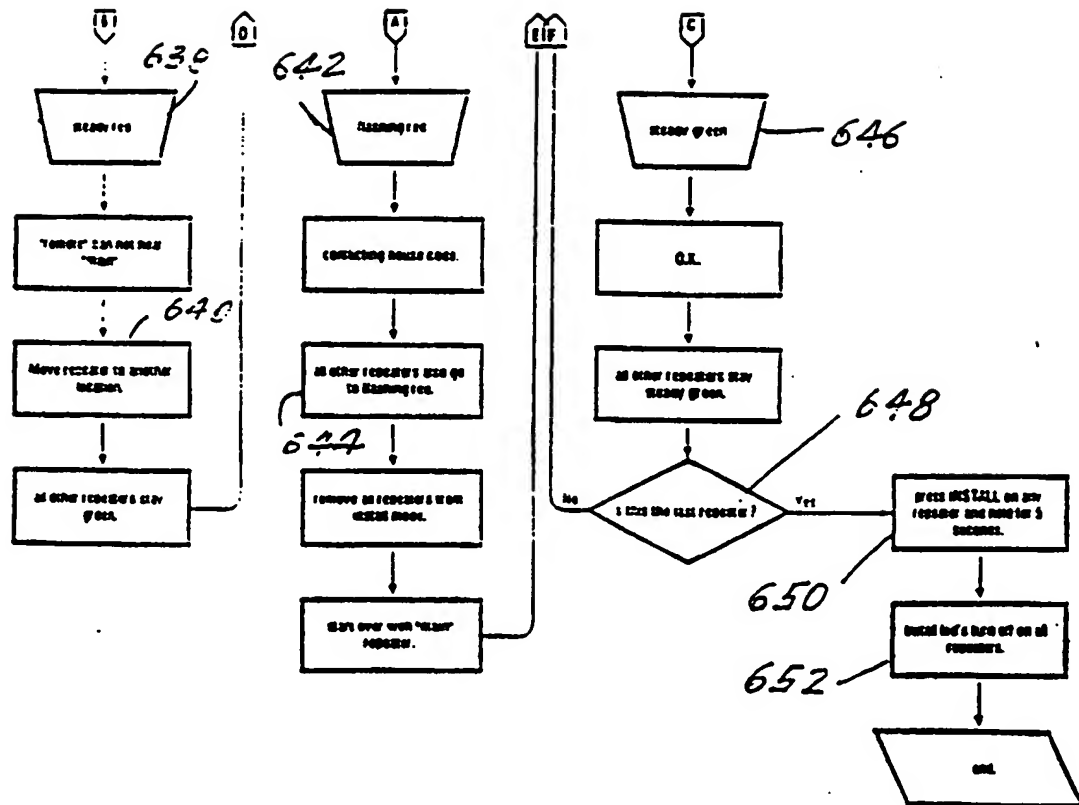 B
D
A
E F
C
638
642
646
steady red
flashing red
steady green
"remote" can not hear
"main"
contacting house code.
O.K.
640
Move repeater to another
location.
all other repeaters also go
to flashing red.
all other repeaters stay
steady green.
644
648
all other repeaters stay
green.
remove all repeaters from
install mode.
No
is this the last repeater?
Yes
press INSTALL on any
repeater and hold for 5
seconds.
650
start over with "main"
repeater.
install led's turn off on all
repeaters.
652
end.